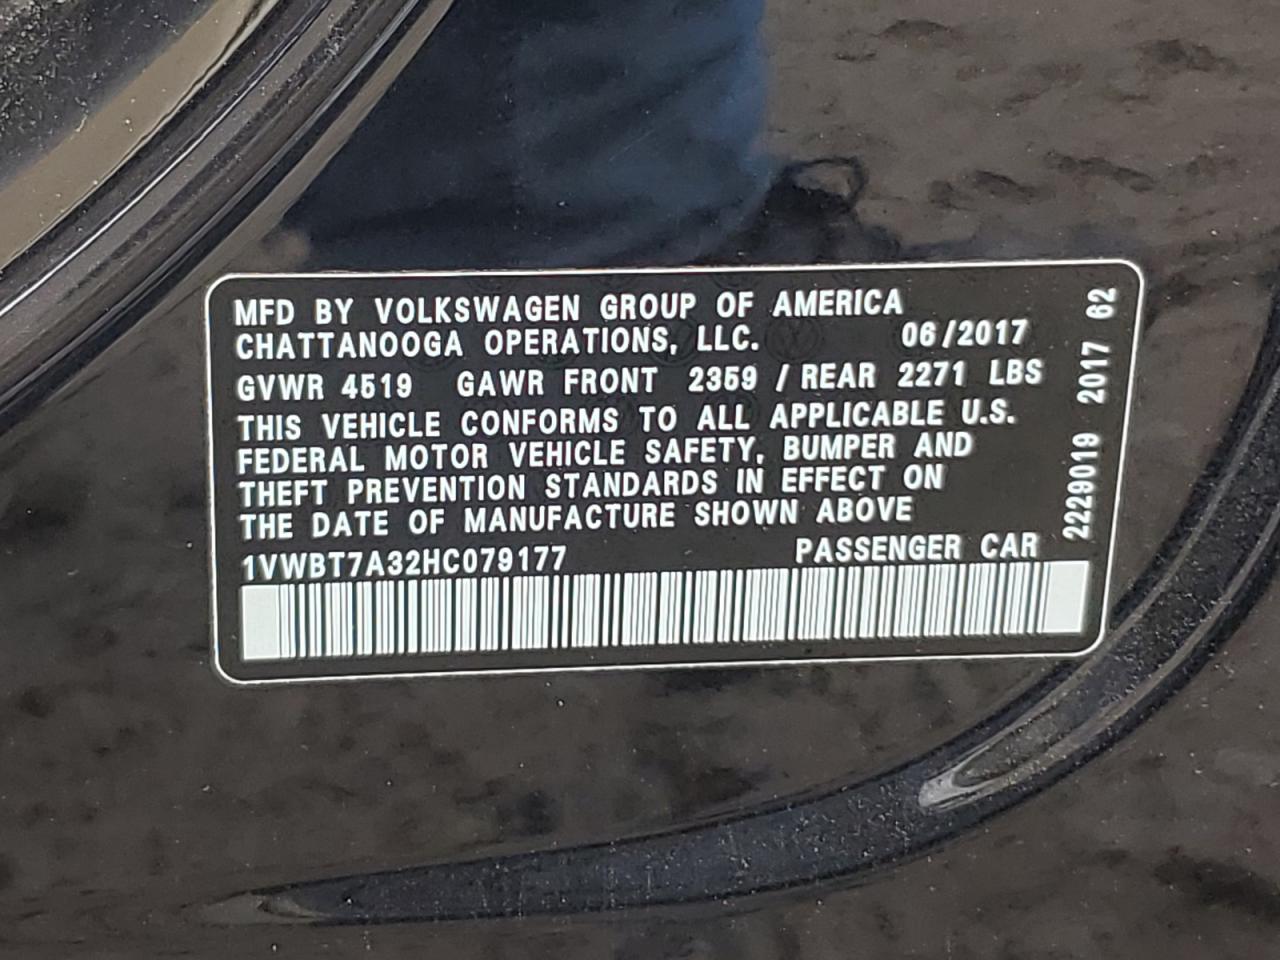 MFD BY VOLKSWAGEN GROUP OF AMERICA
CHATTANOOGA OPERATIONS, LLC. 06/2017
GVWR 4519 GAWR FRONT 2359 / REAR 2271 LBS
THIS VEHICLE CONFORMS TO ALL APPLICABLE U.S.
FEDERAL MOTOR VEHICLE SAFETY, BUMPER AND
THEFT PREVENTION STANDARDS IN EFFECT ON
THE DATE OF MANUFACTURE SHOWN ABOVE
1VWBT7A32HC079177 PASSENGER CAR
2229019 2017 62